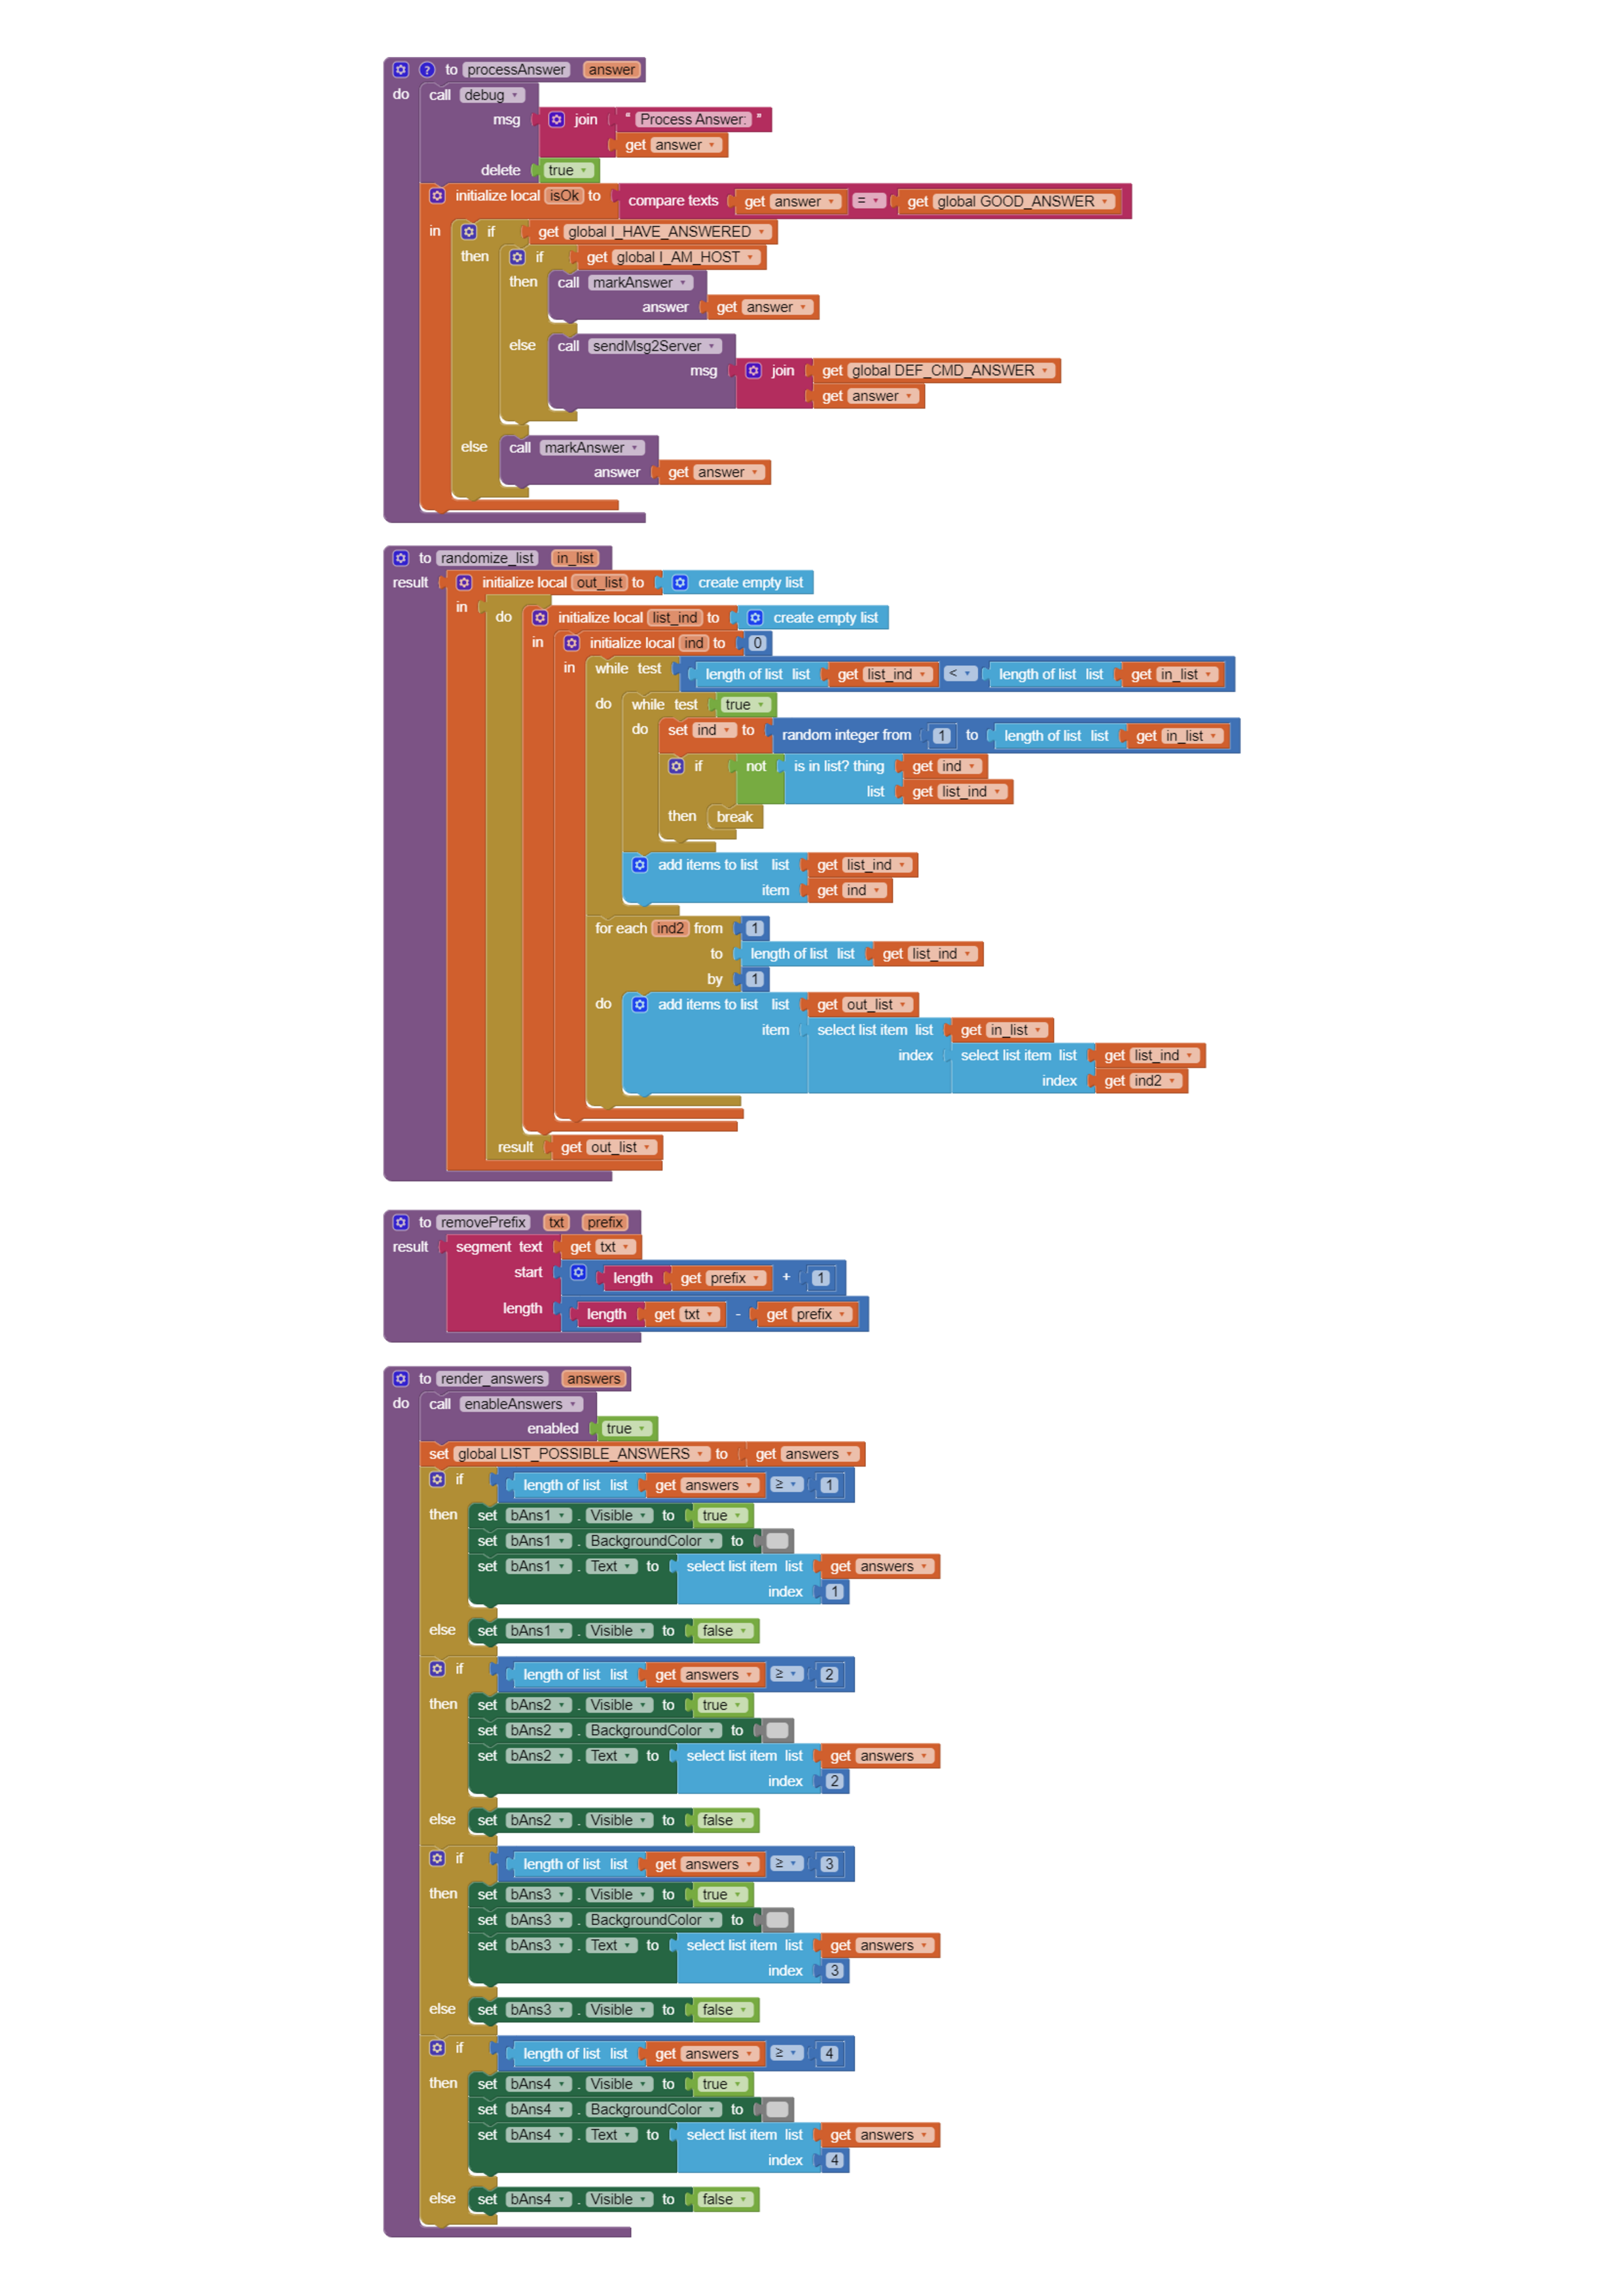 ? to processAnswer answer
do call debug
msg join " Process Answer: "
get answer
delete true
initialize local isOk to compare texts get answer = get global GOOD_ANSWER
in if get global I_HAVE_ANSWERED
then if get global I_AM_HOST
then call markAnswer
answer get answer
else call sendMsg2Server
msg join get global DEF_CMD_ANSWER
get answer
else call markAnswer
answer get answer
to randomize_list in_list
result initialize local out_list to create empty list
in
do initialize local list_ind to create empty list
in initialize local ind to 0
in while test length of list list get list_ind < length of list list get in_list
do while test true
do set ind to random integer from 1 to length of list list get in_list
if not is in list? thing get ind
list get list_ind
then break
add items to list list get list_ind
item get ind
for each ind2 from 1
to length of list list get list_ind
by 1
do add items to list list get out_list
item select list item list get in_list
index select list item list get list_ind
index get ind2
result get out_list
to removePrefix txt prefix
result segment text get txt
start length get prefix + 1
length length get txt - get prefix
to render_answers answers
do call enableAnswers
enabled true
set global LIST_POSSIBLE_ANSWERS to get answers
if length of list list get answers ≥ 1
then set bAns1 . Visible to true
set bAns1 . BackgroundColor to
set bAns1 . Text to select list item list get answers
index 1
else set bAns1 . Visible to false
if length of list list get answers ≥ 2
then set bAns2 . Visible to true
set bAns2 . BackgroundColor to
set bAns2 . Text to select list item list get answers
index 2
else set bAns2 . Visible to false
if length of list list get answers ≥ 3
then set bAns3 . Visible to true
set bAns3 . BackgroundColor to
set bAns3 . Text to select list item list get answers
index 3
else set bAns3 . Visible to false
if length of list list get answers ≥ 4
then set bAns4 . Visible to true
set bAns4 . BackgroundColor to
set bAns4 . Text to select list item list get answers
index 4
else set bAns4 . Visible to false